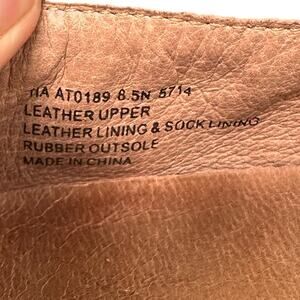 TIA AT0189 8.5N 5714
LEATHER UPPER
LEATHER LINING & SOCK LINING
RUBBER OUTSOLE
MADE IN CHINA